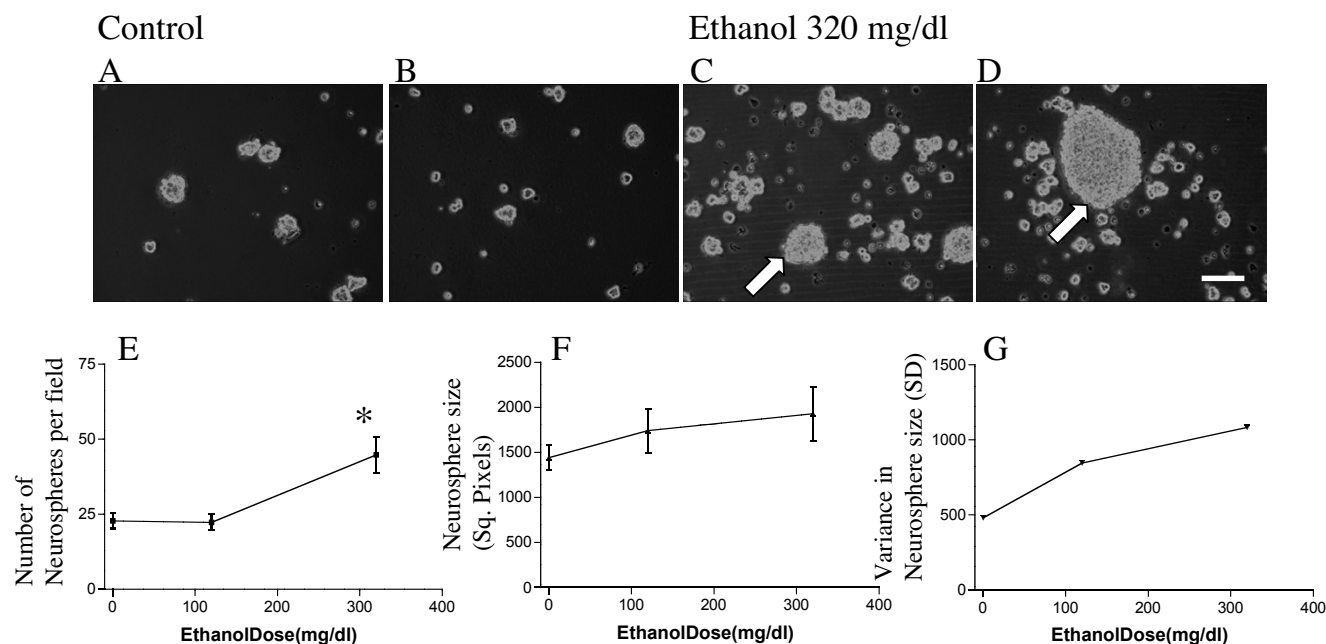 Control
Ethanol 320 mg/dl
A
B
C
D
E
Number of
Neurospheres per field
75
50
25
0
*
0
100
200
300
400
EthanolDose(mg/dl)
F
Neurosphere size
(Sq. Pixels)
2500
2000
1500
1000
500
0
0
100
200
300
400
EthanolDose(mg/dl)
G
Variance in
Neurosphere size (SD)
1500
1000
500
0
0
100
200
300
400
EthanolDose(mg/dl)